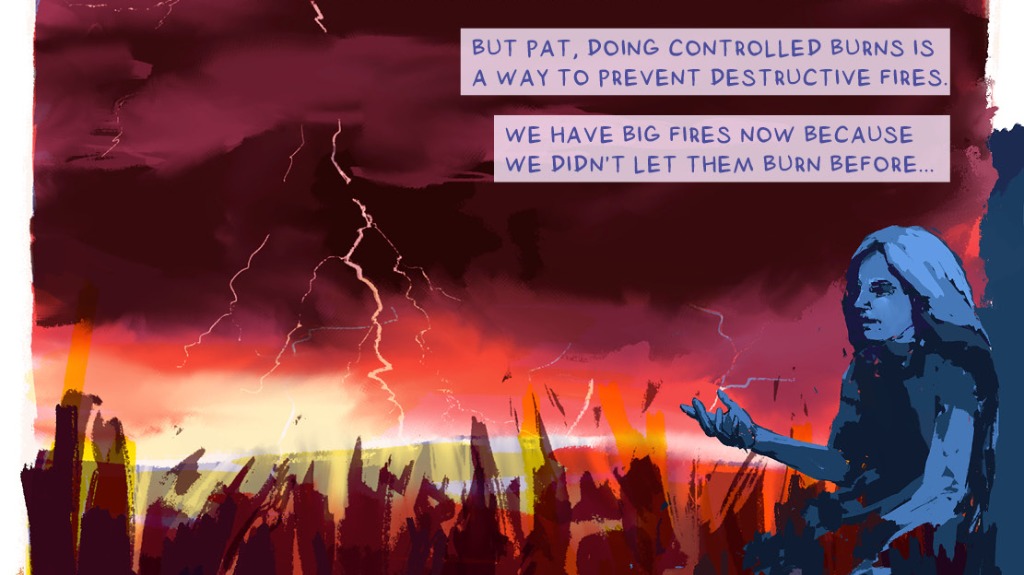 BUT PAT, DOING CONTROLLED BURNS IS
A WAY TO PREVENT DESTRUCTIVE FIRES.
WE HAVE BIG FIRES NOW BECAUSE
WE DIDN'T LET THEM BURN BEFORE...